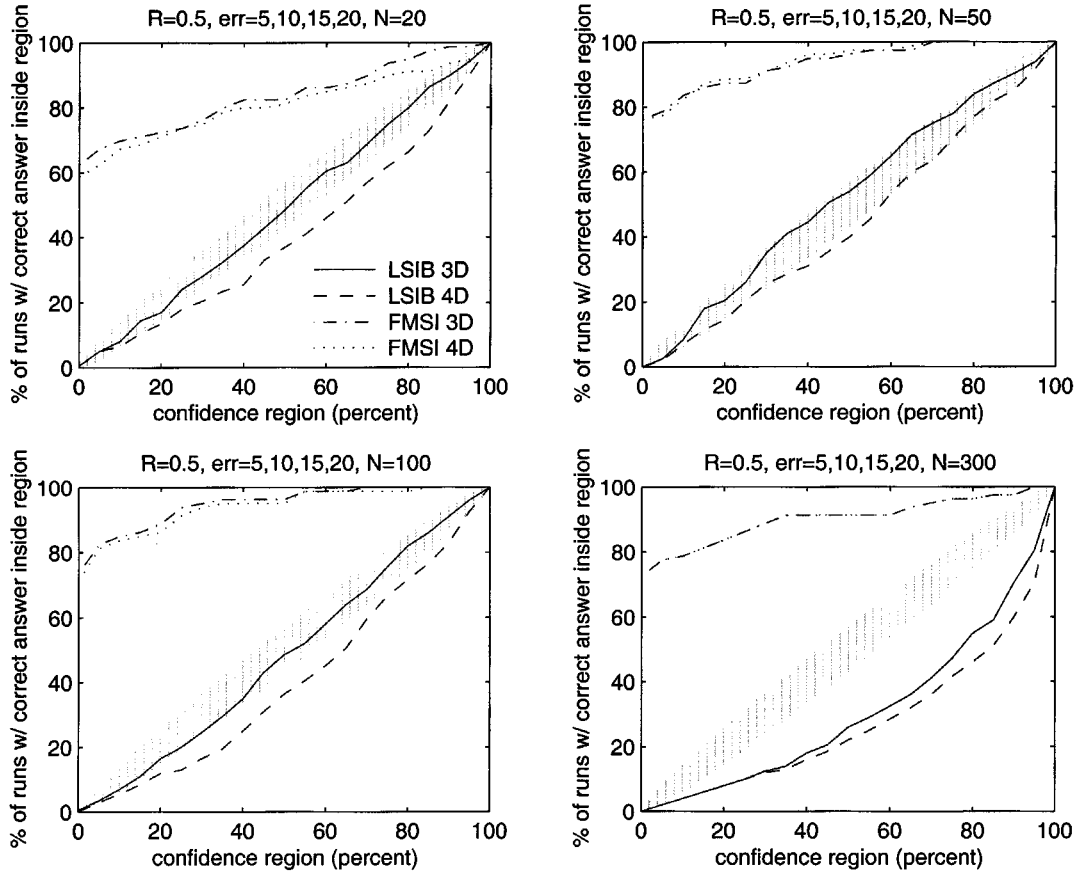 R=0.5, err=5,10,15,20, N=20
% of runs w/ correct answer inside region
100
80
60
40
20
0
LSIB 3D
LSIB 4D
FMSI 3D
FMSI 4D
0 20 40 60 80 100
confidence region (percent)
R=0.5, err=5,10,15,20, N=50
% of runs w/ correct answer inside region
100
80
60
40
20
0
0 20 40 60 80 100
confidence region (percent)
R=0.5, err=5,10,15,20, N=100
% of runs w/ correct answer inside region
100
80
60
40
20
0
0 20 40 60 80 100
confidence region (percent)
R=0.5, err=5,10,15,20, N=300
% of runs w/ correct answer inside region
100
80
60
40
20
0
0 20 40 60 80 100
confidence region (percent)